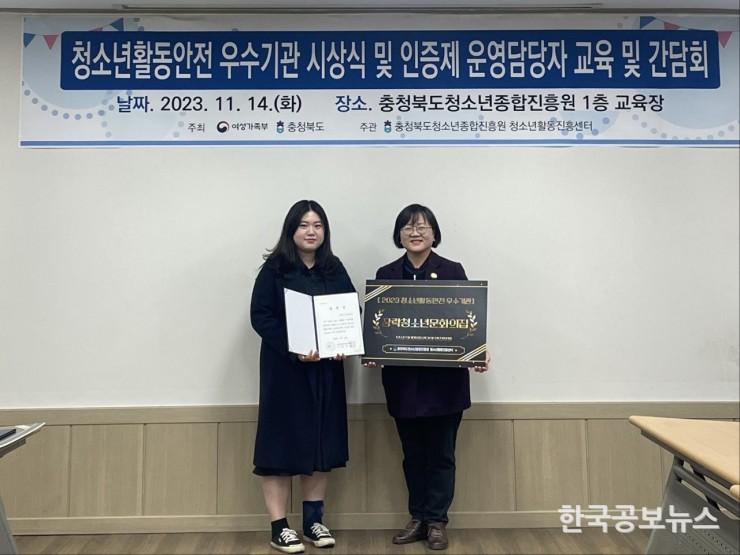 청소년활동안전 우수기관 시상식 및 인증제 운영담당자 교육 및 간담회
날짜. 2023. 11. 14.(화) 장소. 충청북도청소년종합진흥원 1층 교육장
주최 여성가족부 충청북도 주관 충청북도청소년종합진흥원 청소년활동진흥센터
[ 2023 청소년활동안전 우수기관 ]
장락청소년문화의집
한국공보뉴스